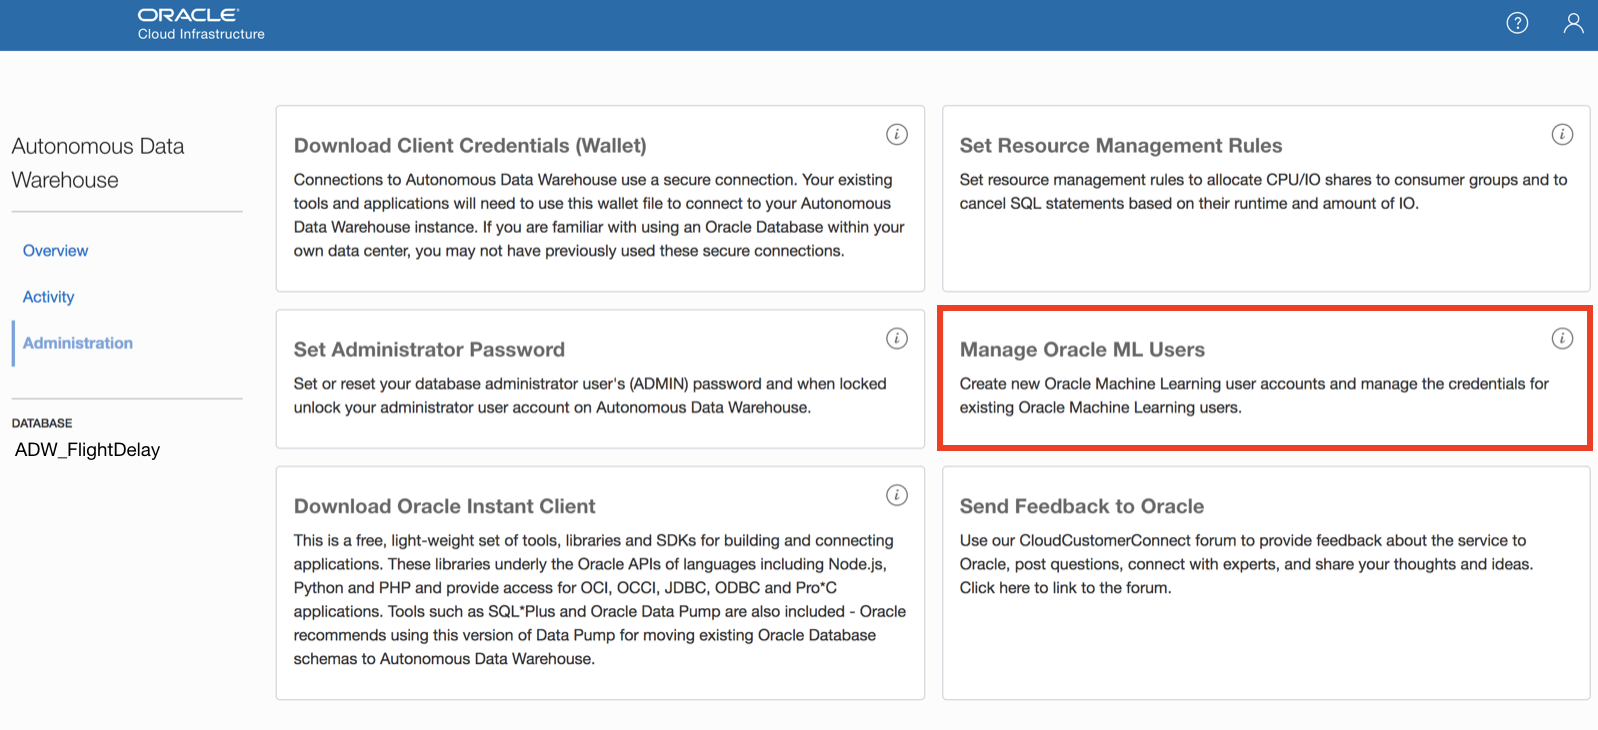 ORACLE
Cloud Infrastructure
Autonomous Data
Warehouse
Overview
Activity
Administration
DATABASE
ADW_FlightDelay
Download Client Credentials (Wallet)
Connections to Autonomous Data Warehouse use a secure connection. Your existing
tools and applications will need to use this wallet file to connect to your Autonomous
Data Warehouse instance. If you are familiar with using an Oracle Database within your
own data center, you may not have previously used these secure connections.
Set Resource Management Rules
Set resource management rules to allocate CPU/IO shares to consumer groups and to
cancel SQL statements based on their runtime and amount of IO.
Set Administrator Password
Set or reset your database administrator user's (ADMIN) password and when locked
unlock your administrator user account on Autonomous Data Warehouse.
Manage Oracle ML Users
Create new Oracle Machine Learning user accounts and manage the credentials for
existing Oracle Machine Learning users.
Download Oracle Instant Client
This is a free, light-weight set of tools, libraries and SDKs for building and connecting
applications. These libraries underly the Oracle APIs of languages including Node.js,
Python and PHP and provide access for OCI, OCCI, JDBC, ODBC and Pro*C
applications. Tools such as SQL*Plus and Oracle Data Pump are also included - Oracle
recommends using this version of Data Pump for moving existing Oracle Database
schemas to Autonomous Data Warehouse.
Send Feedback to Oracle
Use our CloudCustomerConnect forum to provide feedback about the service to
Oracle, post questions, connect with experts, and share your thoughts and ideas.
Click here to link to the forum.